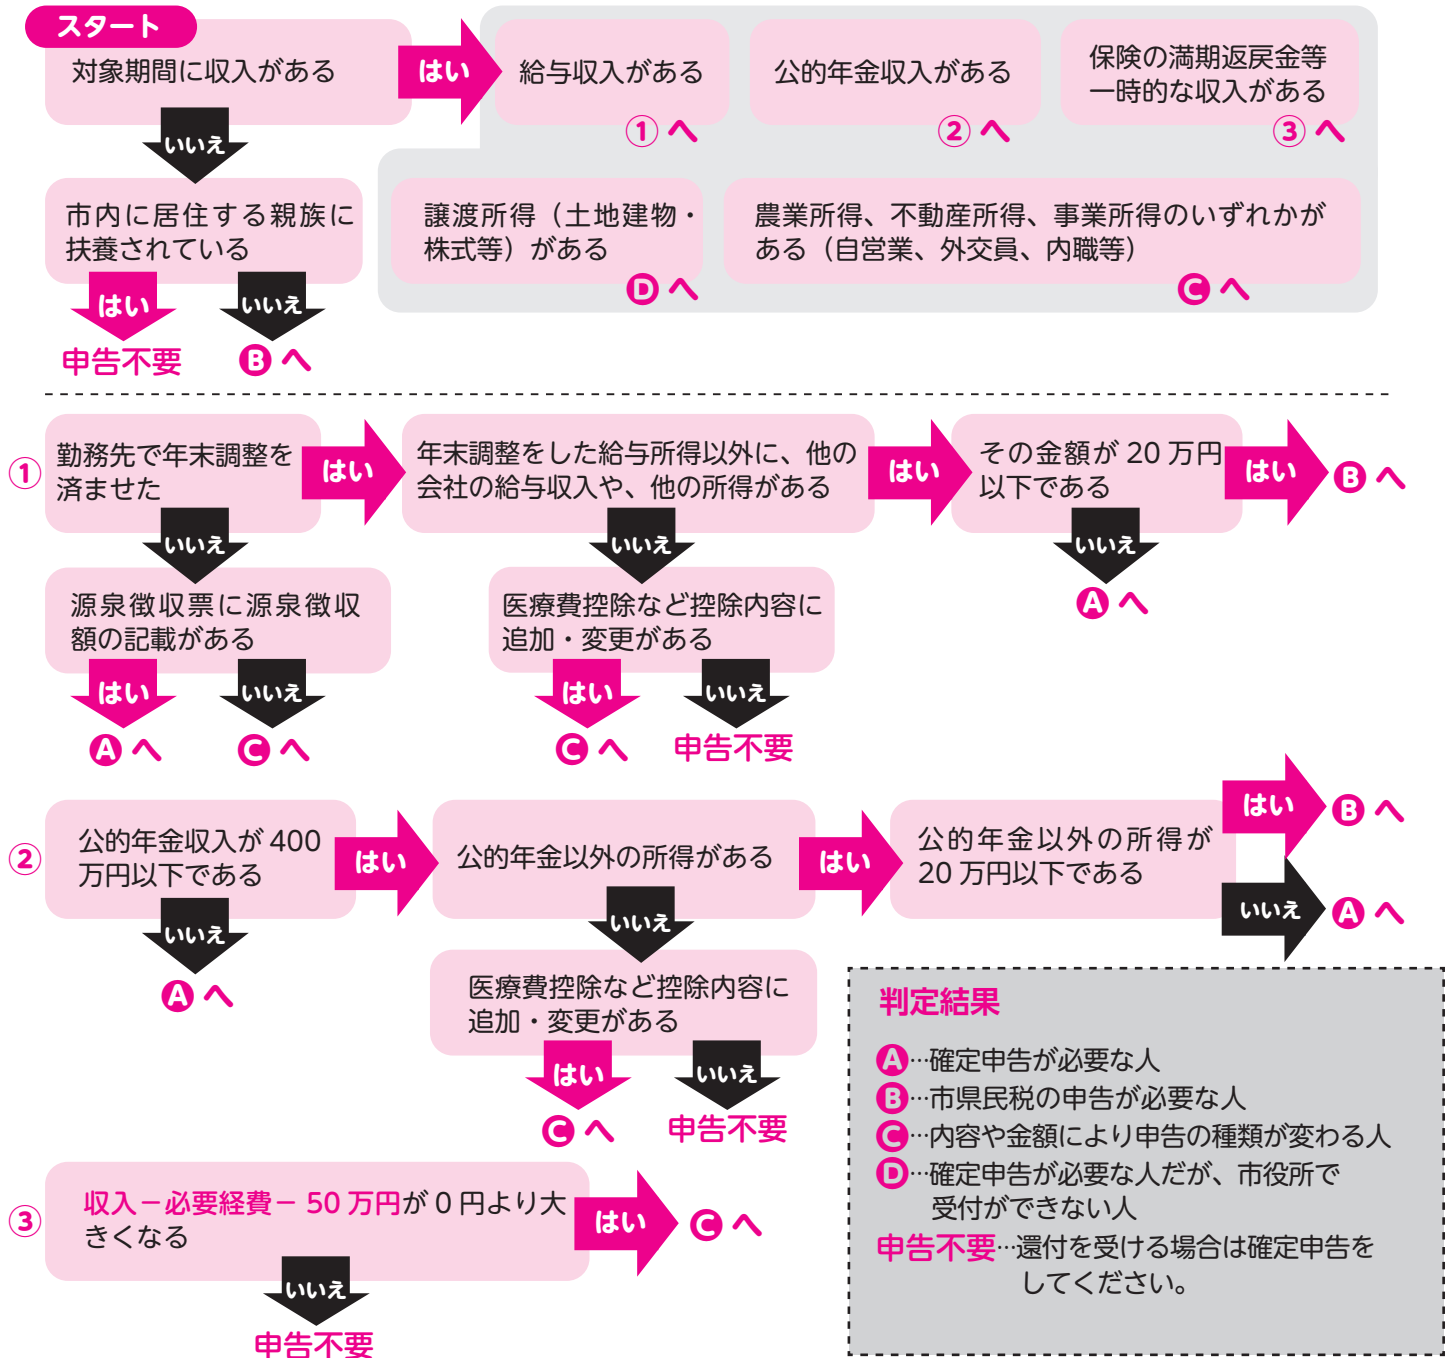 スタート
対象期間に収入がある
はい
給与収入がある
①へ
公的年金収入がある
②へ
保険の満期返戻金等
一時的な収入がある
③へ
いいえ
市内に居住する親族に
扶養されている
はい
申告不要
いいえ
Bへ
譲渡所得（土地建物・
株式等）がある
Dへ
農業所得、不動産所得、事業所得のいずれかが
ある（自営業、外交員、内職等）
Cへ
①
勤務先で年末調整を
済ませた
はい
年末調整をした給与所得以外に、他の
会社の給与収入や、他の所得がある
はい
その金額が 20 万円
以下である
はい
Bへ
いいえ
源泉徴収票に源泉徴収
額の記載がある
はい
Aへ
いいえ
Cへ
いいえ
医療費控除など控除内容に
追加・変更がある
はい
Cへ
いいえ
申告不要
いいえ
Aへ
②
公的年金収入が 400
万円以下である
はい
公的年金以外の所得がある
はい
公的年金以外の所得が
20 万円以下である
はい
Bへ
いいえ
Aへ
いいえ
Aへ
いいえ
医療費控除など控除内容に
追加・変更がある
はい
Cへ
いいえ
申告不要
③
収入－必要経費－ 50 万円が 0 円より大
きくなる
はい
Cへ
いいえ
申告不要
判定結果
A…確定申告が必要な人
B…市県民税の申告が必要な人
C…内容や金額により申告の種類が変わる人
D…確定申告が必要な人だが、市役所で
受付ができない人
申告不要…還付を受ける場合は確定申告を
してください。